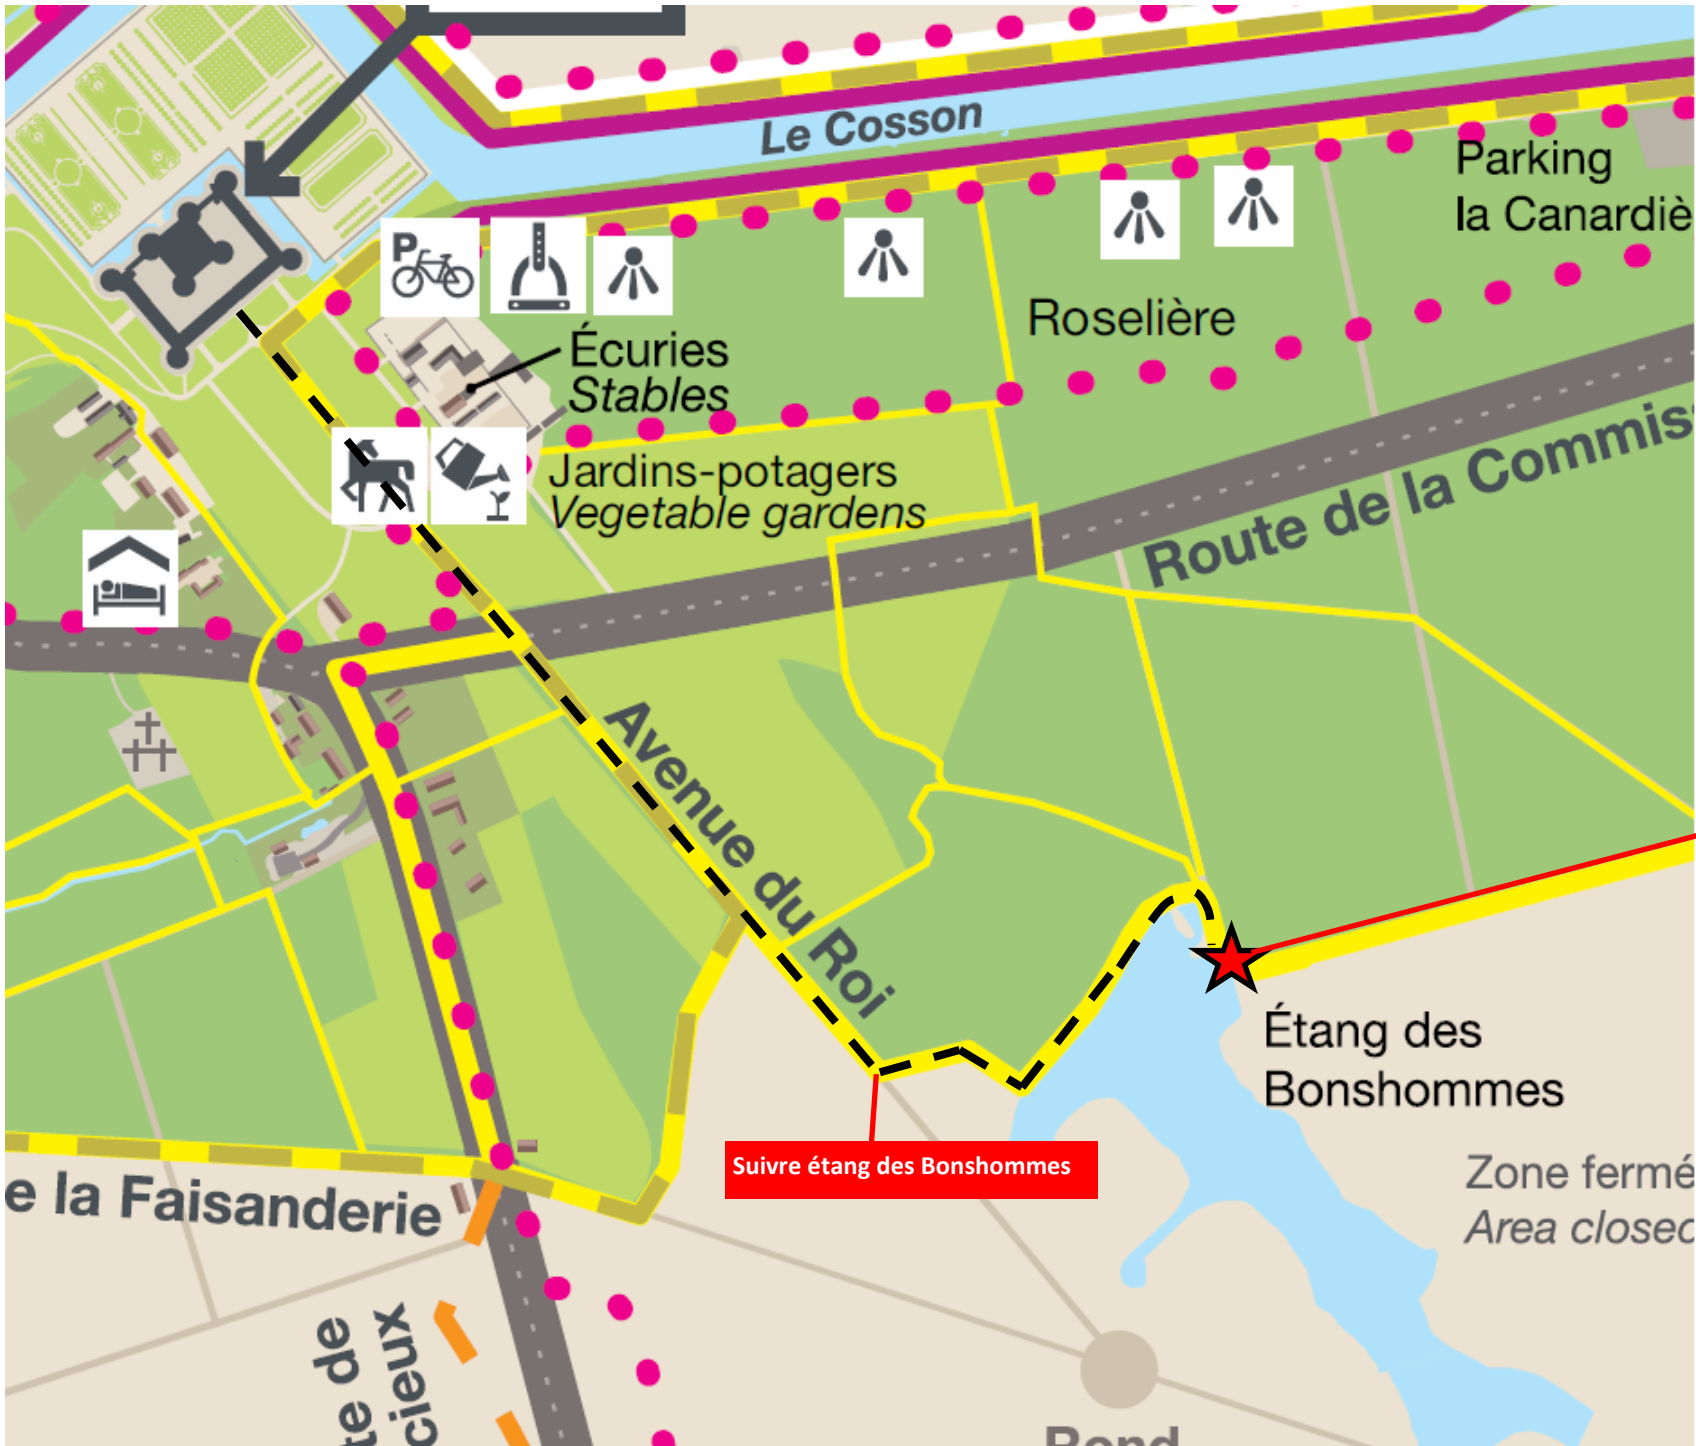 Le Cosson
Parking
la Canardiè
P
Roselière
Écuries
Stables
Jardins-potagers
Vegetable gardens
Route de la Commis
Avenue du Roi
Étang des
Bonshommes
Suivre étang des Bonshommes
Zone fermé
Area closed
e la Faisanderie
te de
cieux
Rond